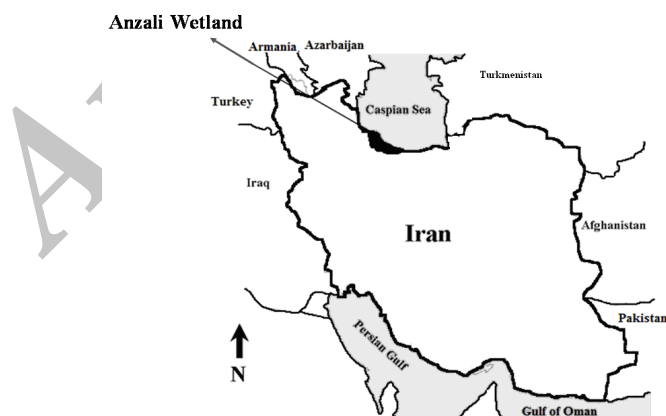 Anzali Wetland
Armania
Azarbaijan
Turkmenistan
Turkey
Caspian Sea
Iraq
Iran
Afghanistan
Pakistan
Persian Gulf
N
Gulf of Oman